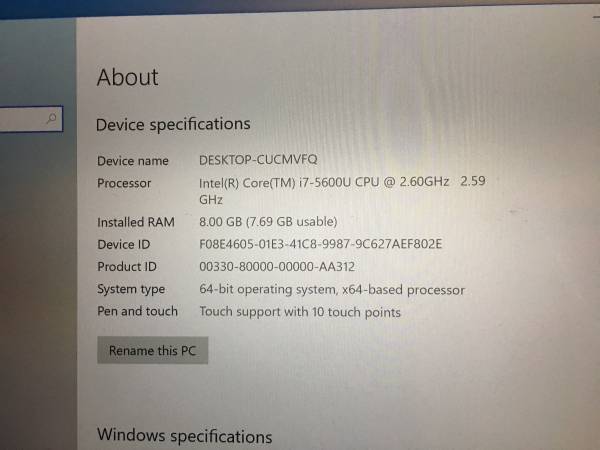 About
Device specifications
Device name DESKTOP-CUCMVFQ
Processor Intel(R) Core(TM) i7-5600U CPU @ 2.60GHz 2.59
GHz
Installed RAM 8.00 GB (7.69 GB usable)
Device ID F08E4605-01E3-41C8-9987-9C627AEF802E
Product ID 00330-80000-00000-AA312
System type 64-bit operating system, x64-based processor
Pen and touch Touch support with 10 touch points
Rename this PC
Windows specifications